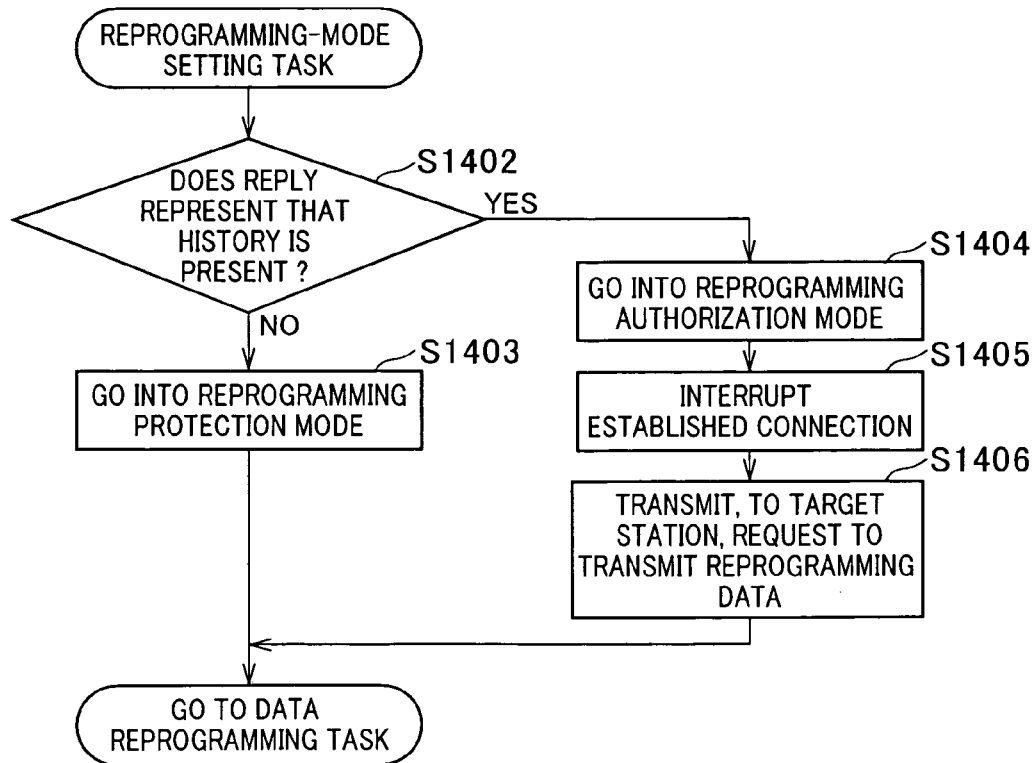 REPROGRAMMING-MODE
SETTING TASK
S1402
DOES REPLY
REPRESENT THAT
HISTORY IS
PRESENT ?
YES
NO
S1403
GO INTO REPROGRAMMING
PROTECTION MODE
S1404
GO INTO REPROGRAMMING
AUTHORIZATION MODE
S1405
INTERRUPT
ESTABLISHED CONNECTION
S1406
TRANSMIT, TO TARGET
STATION, REQUEST TO
TRANSMIT REPROGRAMMING
DATA
GO TO DATA
REPROGRAMMING TASK